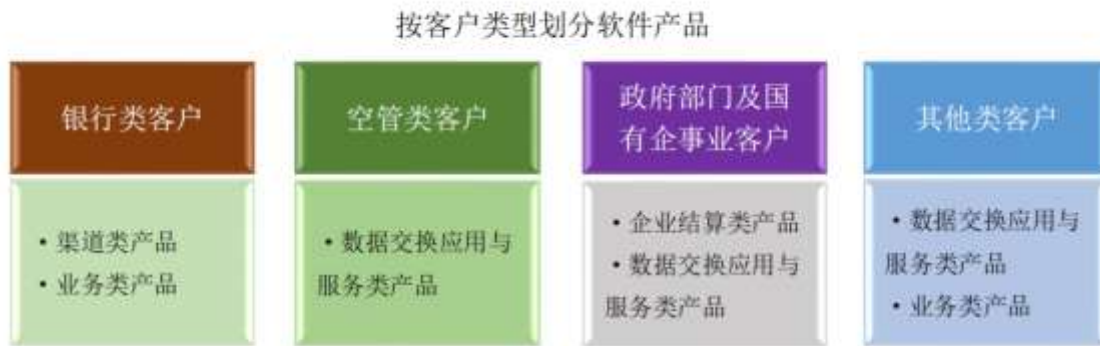 按客户类型划分软件产品
银行类客户
• 渠道类产品
• 业务类产品
空管类客户
• 数据交换应用与
服务类产品
政府部门及国
有企事业客户
• 企业结算类产品
• 数据交换应用与
服务类产品
其他类客户
• 数据交换应用与
服务类产品
• 业务类产品